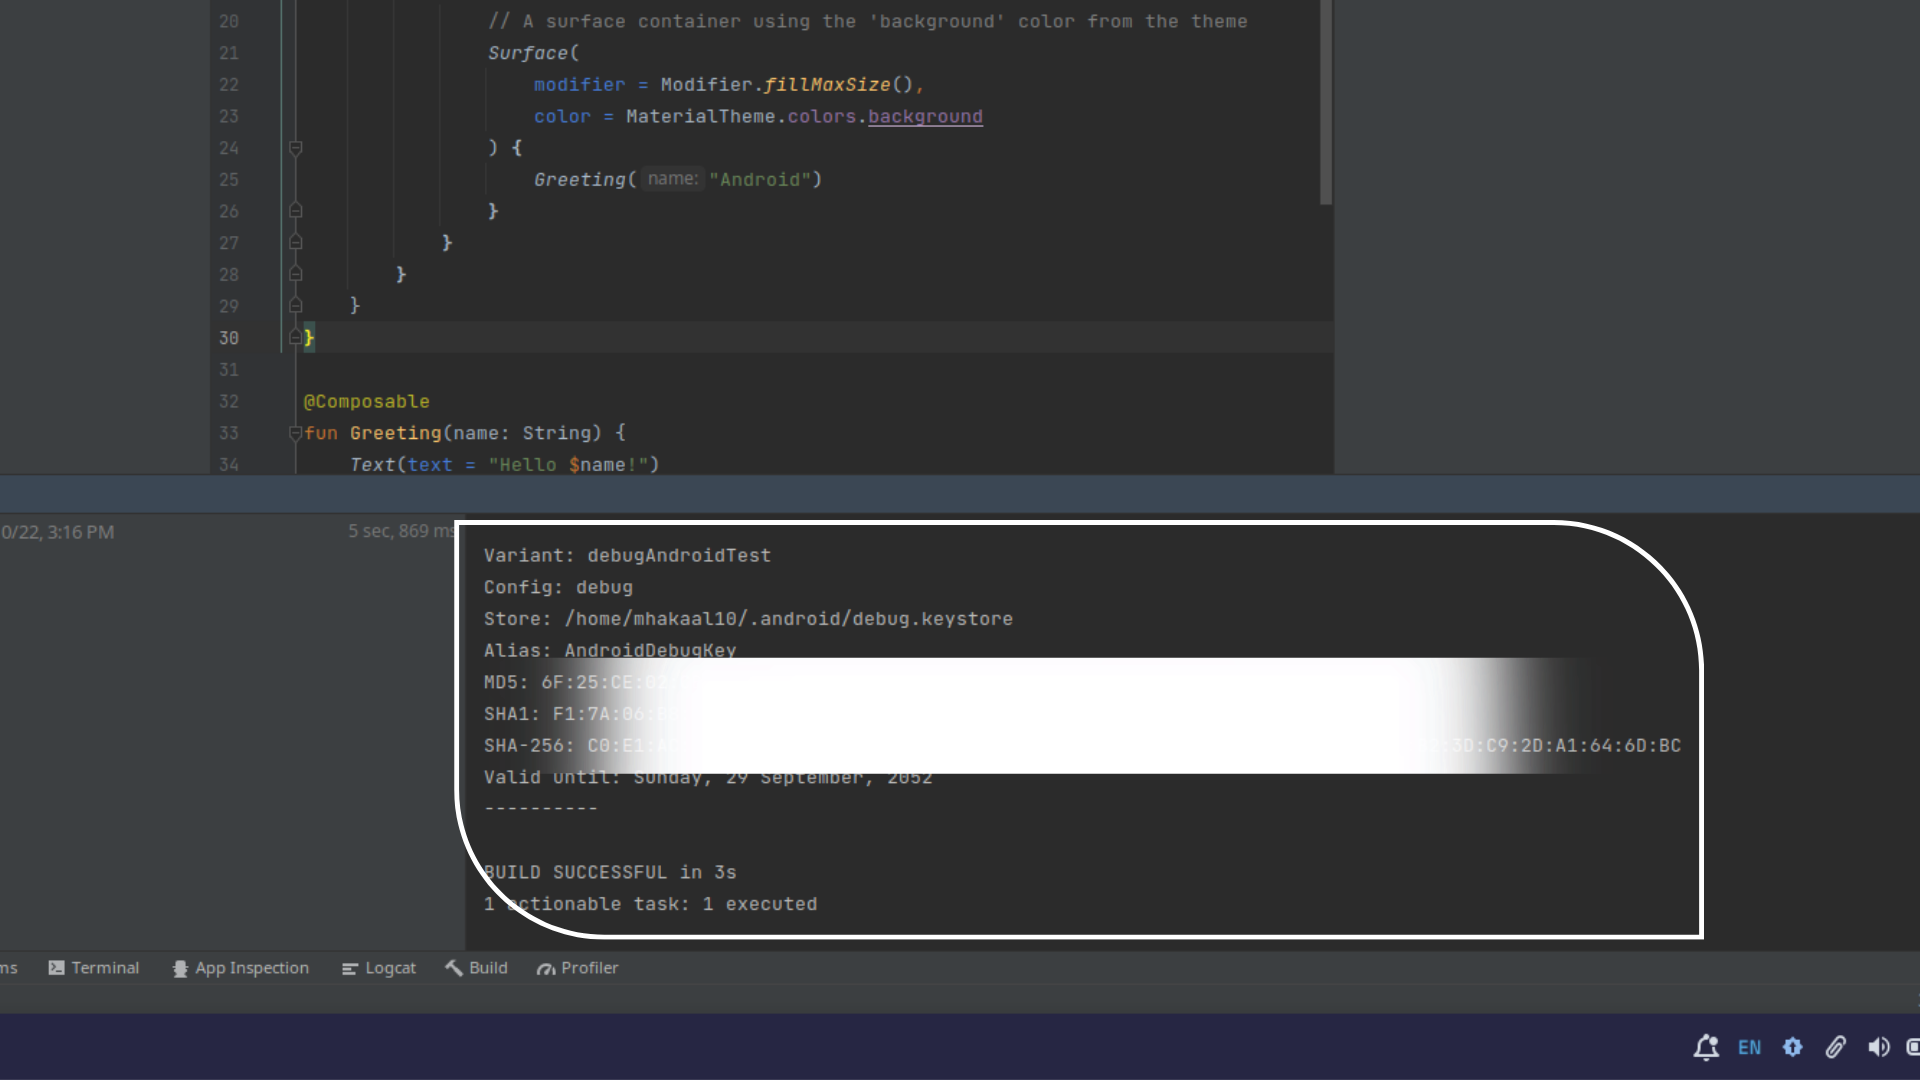 20 // A surface container using the 'background' color from the theme
21 Surface(
22 modifier = Modifier.fillMaxSize(),
23 color = MaterialTheme.colors.background
24 ) {
25 Greeting( name: "Android")
26 }
27 }
28 }
29 }
30 }
31
32 @Composable
33 fun Greeting(name: String) {
34 Text(text = "Hello $name!")
0/22, 3:16 PM 5 sec, 869 ms
Variant: debugAndroidTest
Config: debug
Store: /home/mhakaal10/.android/debug.keystore
Alias: AndroidDebugKey
MD5: 6F:25:CE:02
SHA1: F1:7A:06:
SHA-256: C0:E1: 3D:C9:2D:A1:64:6D:BC
Valid until: Sunday, 29 September, 2052
----------
BUILD SUCCESSFUL in 3s
1 actionable task: 1 executed
ms Terminal App Inspection Logcat Build Profiler
EN